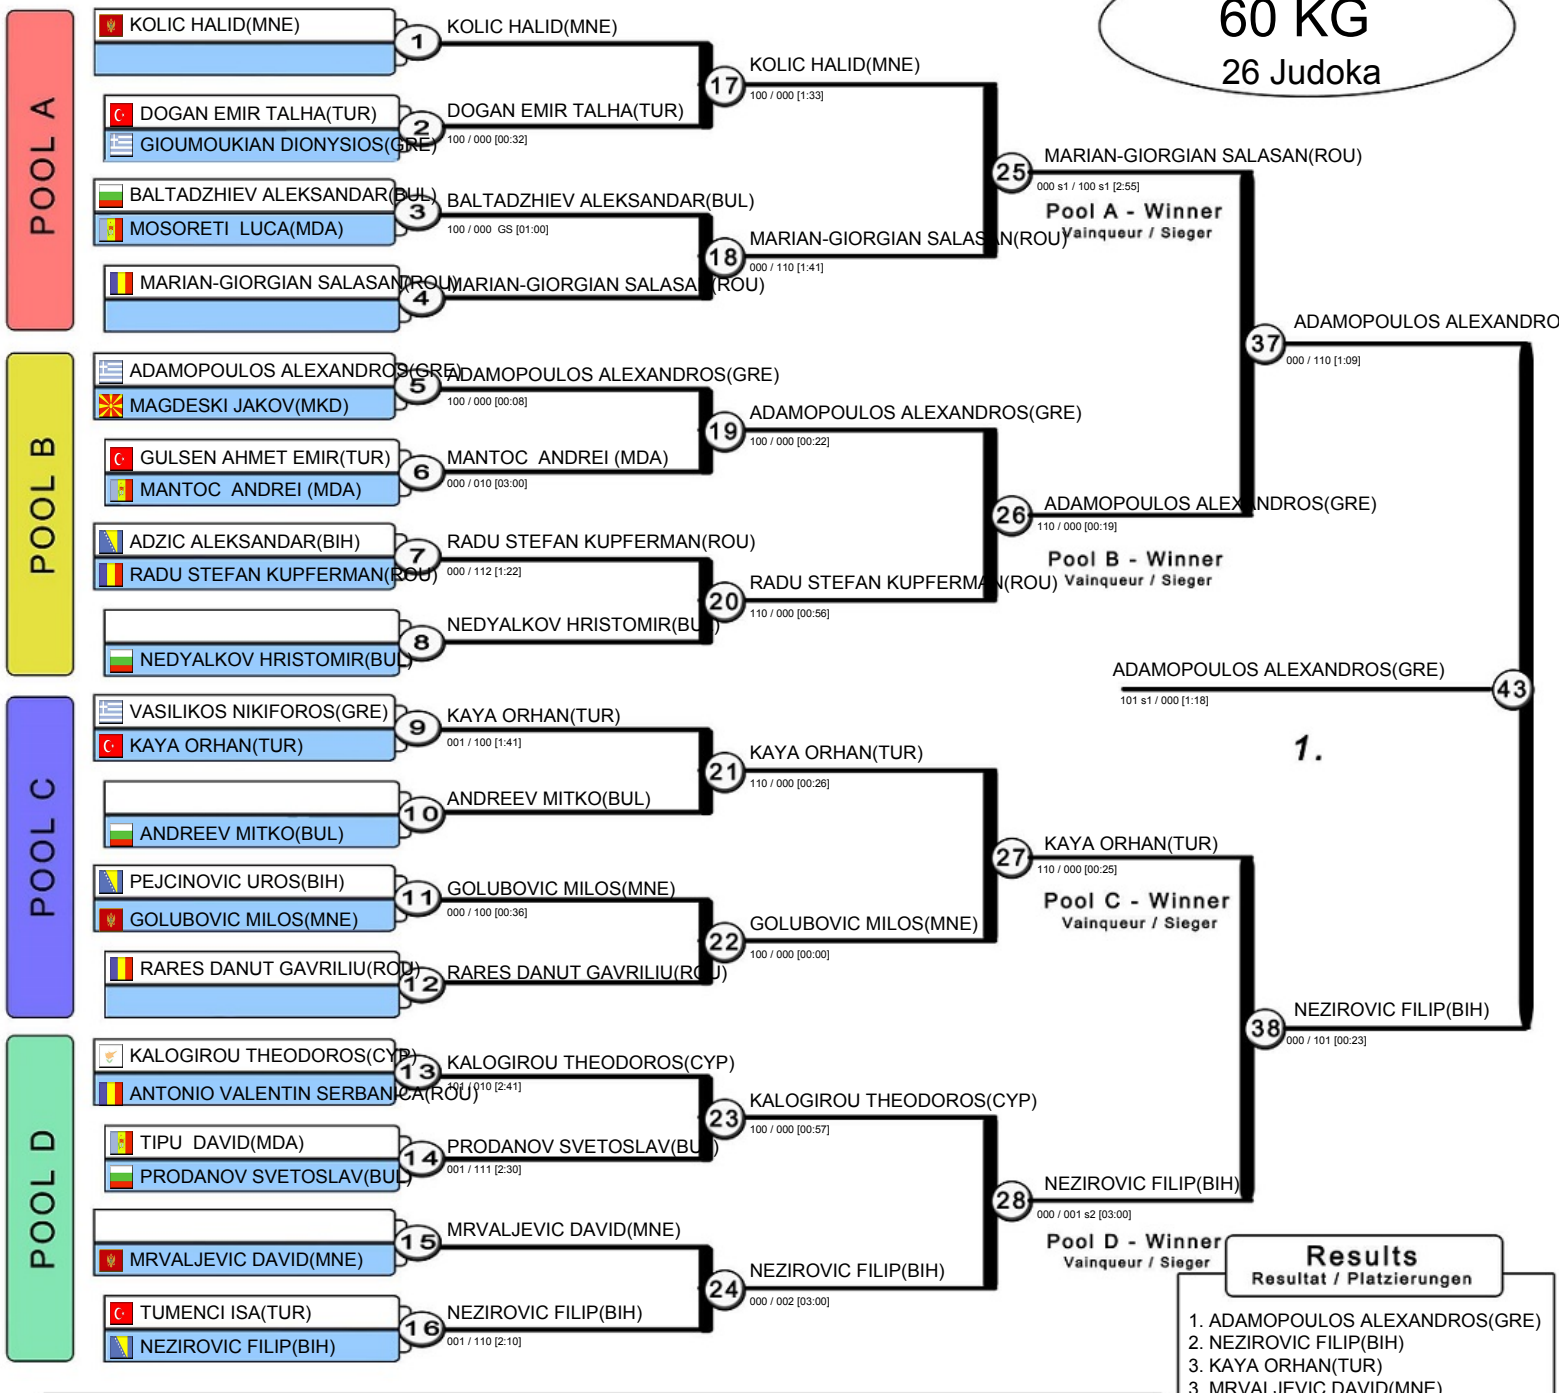 60 KG
26 Judoka
POOL A
KOLIC HALID(MNE)
1
KOLIC HALID(MNE)
DOGAN EMIR TALHA(TUR)
GIOUMOUKIAN DIONYSIOS(GRE)
2
DOGAN EMIR TALHA(TUR)
100 / 000 [00:32]
17
KOLIC HALID(MNE)
100 / 000 [1:33]
BALTADZHIEV ALEKSANDAR(BUL)
MOSORETI LUCA(MDA)
3
BALTADZHIEV ALEKSANDAR(BUL)
100 / 000 GS [01:00]
MARIAN-GIORGIAN SALASAN(ROU)
4
MARIAN-GIORGIAN SALASAN(ROU)
18
MARIAN-GIORGIAN SALASAN(ROU)
000 / 110 [1:41]
25
MARIAN-GIORGIAN SALASAN(ROU)
000 s1 / 100 s1 [2:55]
Pool A - Winner
Vainqueur / Sieger
POOL B
ADAMOPOULOS ALEXANDROS(GRE)
MAGDESKI JAKOV(MKD)
5
ADAMOPOULOS ALEXANDROS(GRE)
100 / 000 [00:08]
GULSEN AHMET EMIR(TUR)
MANTOC ANDREI (MDA)
6
MANTOC ANDREI (MDA)
000 / 010 [03:00]
19
ADAMOPOULOS ALEXANDROS(GRE)
100 / 000 [00:22]
ADZIC ALEKSANDAR(BIH)
RADU STEFAN KUPFERMAN(ROU)
7
RADU STEFAN KUPFERMAN(ROU)
000 / 112 [1:22]
NEDYALKOV HRISTOMIR(BUL)
8
NEDYALKOV HRISTOMIR(BUL)
20
RADU STEFAN KUPFERMAN(ROU)
110 / 000 [00:56]
26
ADAMOPOULOS ALEXANDROS(GRE)
110 / 000 [00:19]
Pool B - Winner
Vainqueur / Sieger
37
ADAMOPOULOS ALEXANDRO
000 / 110 [1:09]
ADAMOPOULOS ALEXANDROS(GRE)
101 s1 / 000 [1:18]
43
1.
POOL C
VASILIKOS NIKIFOROS(GRE)
KAYA ORHAN(TUR)
9
KAYA ORHAN(TUR)
001 / 100 [1:41]
ANDREEV MITKO(BUL)
10
ANDREEV MITKO(BUL)
21
KAYA ORHAN(TUR)
110 / 000 [00:26]
PEJCINOVIC UROS(BIH)
GOLUBOVIC MILOS(MNE)
11
GOLUBOVIC MILOS(MNE)
000 / 100 [00:36]
RARES DANUT GAVRILIU(ROU)
12
RARES DANUT GAVRILIU(ROU)
22
GOLUBOVIC MILOS(MNE)
100 / 000 [00:00]
27
KAYA ORHAN(TUR)
110 / 000 [00:25]
Pool C - Winner
Vainqueur / Sieger
POOL D
KALOGIROU THEODOROS(CYP)
ANTONIO VALENTIN SERBANICA(ROU)
13
KALOGIROU THEODOROS(CYP)
101 / 010 [2:41]
TIPU DAVID(MDA)
PRODANOV SVETOSLAV(BUL)
14
PRODANOV SVETOSLAV(BUL)
001 / 111 [2:30]
23
KALOGIROU THEODOROS(CYP)
100 / 000 [00:57]
MRVALJEVIC DAVID(MNE)
15
MRVALJEVIC DAVID(MNE)
TUMENCI ISA(TUR)
NEZIROVIC FILIP(BIH)
16
NEZIROVIC FILIP(BIH)
001 / 110 [2:10]
24
NEZIROVIC FILIP(BIH)
000 / 002 [03:00]
28
NEZIROVIC FILIP(BIH)
000 / 001 s2 [03:00]
Pool D - Winner
Vainqueur / Sieger
38
NEZIROVIC FILIP(BIH)
000 / 101 [00:23]
Results
Resultat / Platzierungen
1. ADAMOPOULOS ALEXANDROS(GRE)
2. NEZIROVIC FILIP(BIH)
3. KAYA ORHAN(TUR)
3. MRVALJEVIC DAVID(MNE)